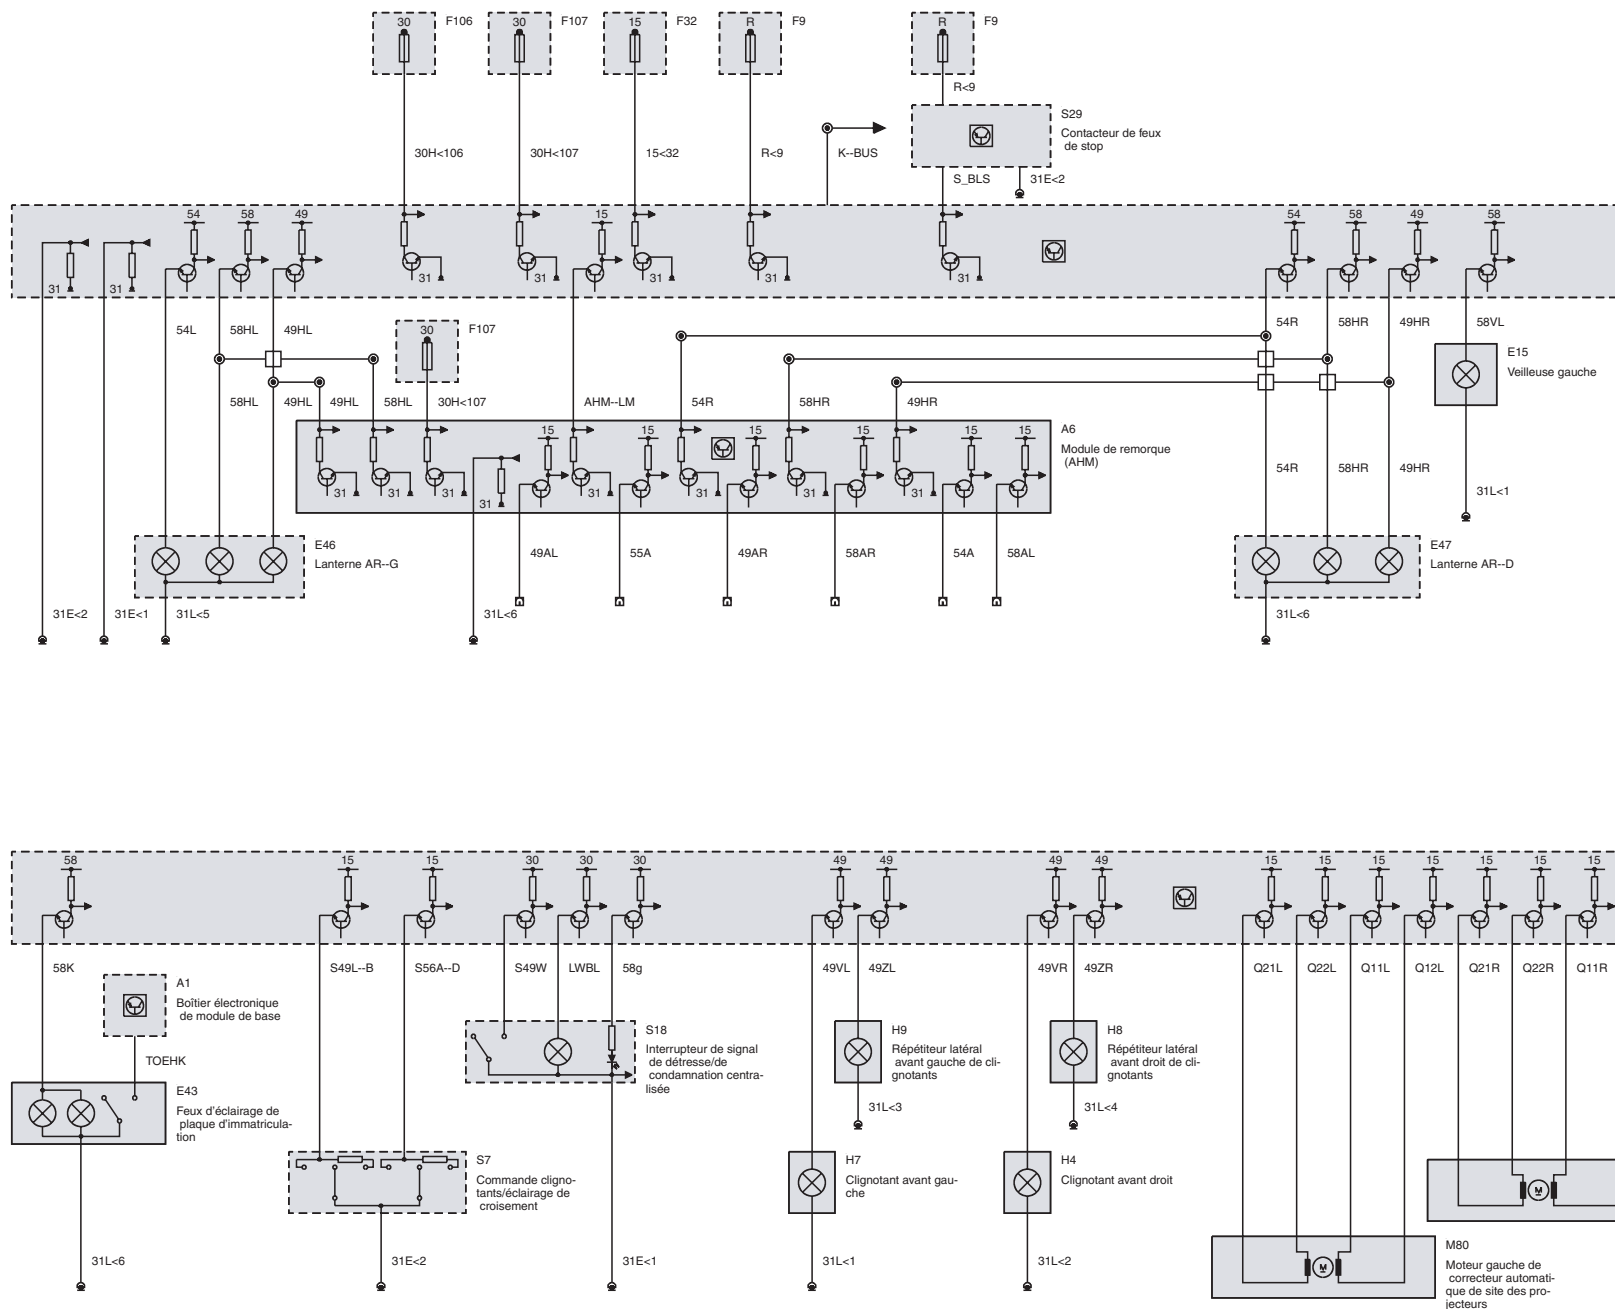 30 F106 30 F107 15 F32 R F9 R F9
R<9
S29
Contacteur de feux
de stop
30H<106 30H<107 15<32 R<9 K--BUS
S_BLS 31E<2
54 58 49 15 54 58 49 58
31 31 31 31 31 31 31
54L 58HL 49HL 30 F107 54R 58HR 49HR 58VL
E15
Veilleuse gauche
58HL 49HL 49HL 58HL 30H<107 AHM--LM 54R 58HR 49HR
A6
Module de remorque
(AHM)
15 15 15 15 15 15
31 31 31 31 31 31 31 31
54R 58HR 49HR
31L<1
E46
Lanterne AR--G
49AL 55A 49AR 58AR 54A 58AL
E47
Lanterne AR--D
31E<2 31E<1 31L<5 31L<6 31L<6
58 15 15 30 30 30 49 49 49 49 15 15 15 15 15 15 15
58K S49L--B S56A--D S49W LWBL 58g 49VL 49ZL 49VR 49ZR Q21L Q22L Q11L Q12L Q21R Q22R Q11R
A1
Boîtier électronique
de module de base
TOEHK
S18
Interrupteur de signal
de détresse/de
condamnation centra-
lisée
H9
Répétiteur latéral
avant gauche de cli-
gnotants
H8
Répétiteur latéral
avant droit de cli-
gnotants
E43
Feux d'éclairage de
plaque d'immatricula-
tion
31L<3 31L<4
S7
Commande cligno-
tants/éclairage de
croisement
H7
Clignotant avant gau-
che
H4
Clignotant avant droit
M
M
M80
Moteur gauche de
correcteur automati-
que de site des pro-
jecteurs
31L<6 31E<2 31E<1 31L<1 31L<2